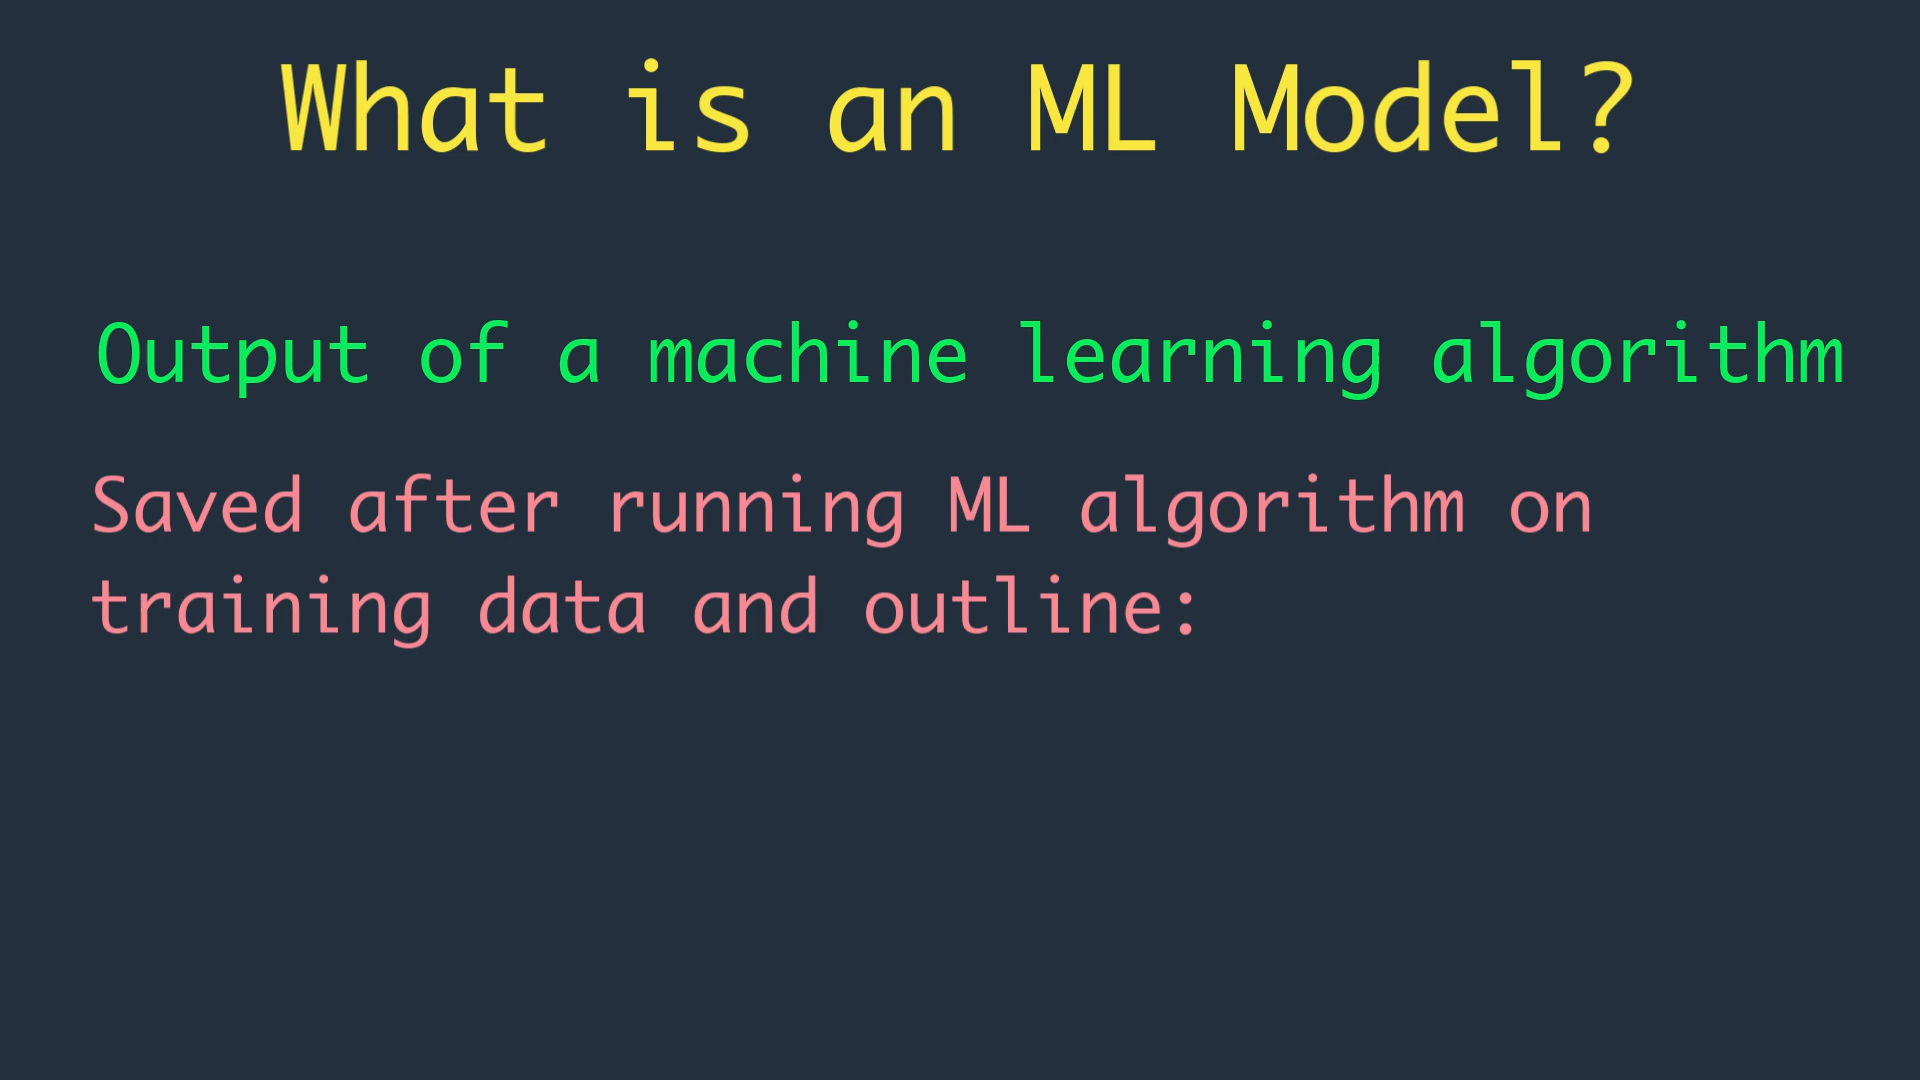 What is an ML Model?
Output of a machine learning algorithm
Saved after running ML algorithm on
training data and outline: